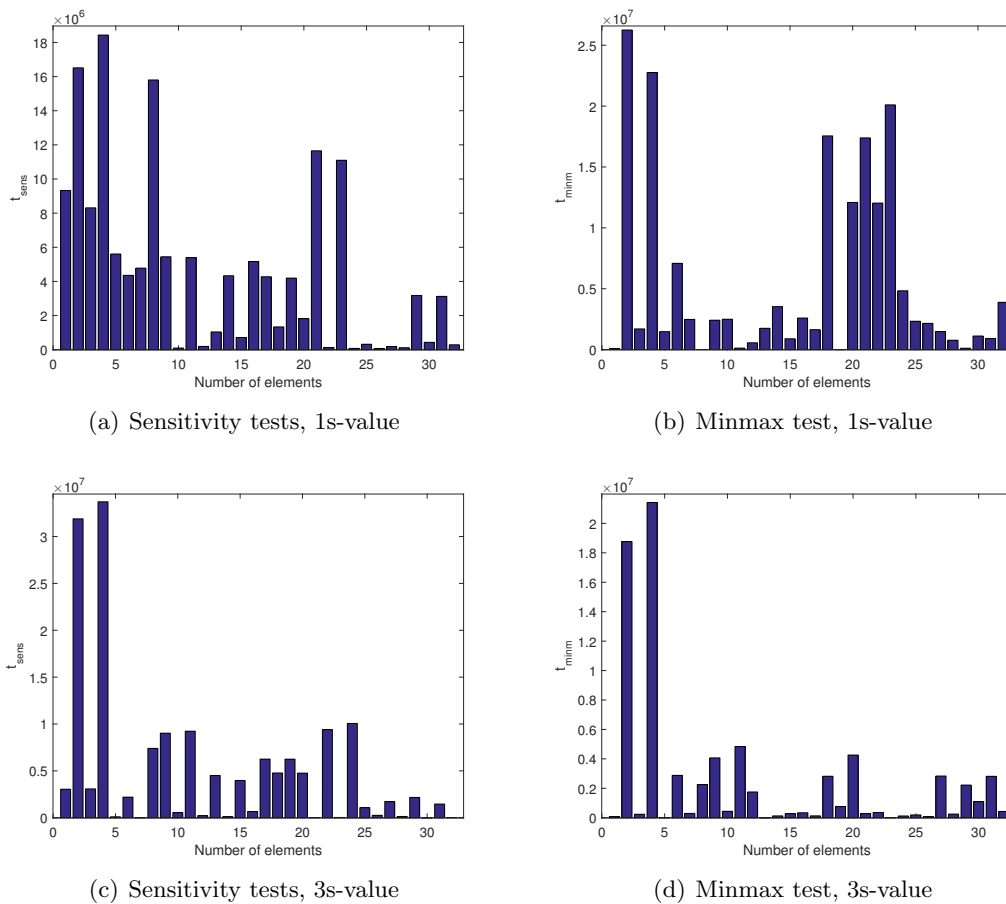 ×10⁶
18
16
14
12
10
8
6
4
2
0
t_sens
0 5 10 15 20 25 30
Number of elements
(a) Sensitivity tests, 1s-value
×10⁷
2.5
2
1.5
1
0.5
0
t_minm
0 5 10 15 20 25 30
Number of elements
(b) Minmax test, 1s-value
×10⁷
3
2.5
2
1.5
1
0.5
0
t_sens
0 5 10 15 20 25 30
Number of elements
(c) Sensitivity tests, 3s-value
×10⁷
2
1.8
1.6
1.4
1.2
1
0.8
0.6
0.4
0.2
0
t_minm
0 5 10 15 20 25 30
Number of elements
(d) Minmax test, 3s-value